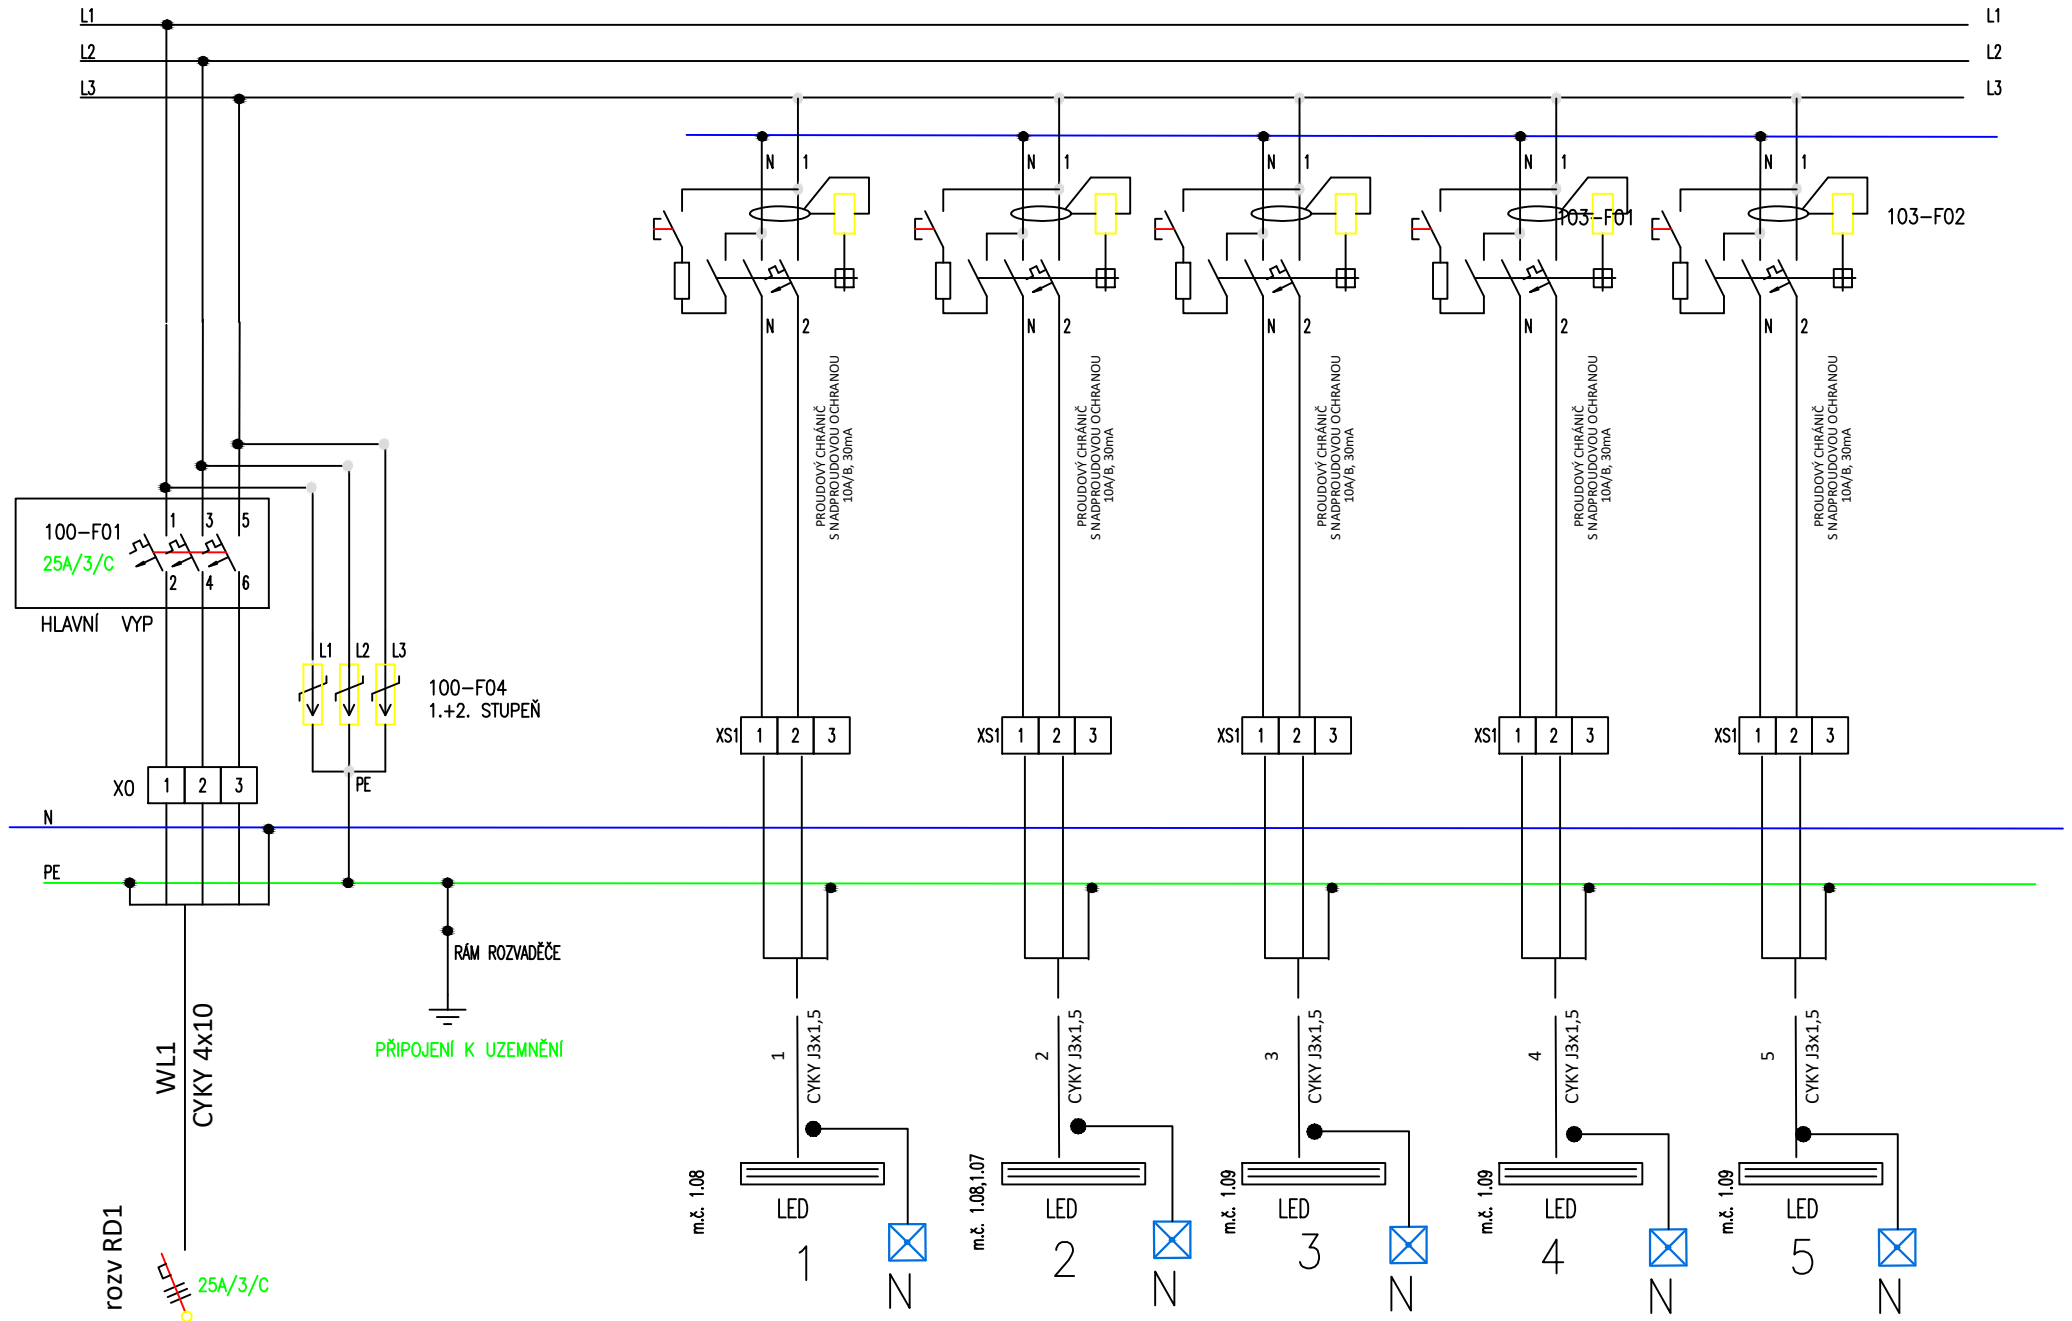 L1
L1
L2
L2
L3
L3
N 1
N 1
N 1
N 1
N 1
103-F01
103-F02
N 2
N 2
N 2
N 2
N 2
PROUDOVÝ CHRÁNIČ
S NADPROUDOVOU OCHRANOU
10A/B, 30mA
PROUDOVÝ CHRÁNIČ
S NADPROUDOVOU OCHRANOU
10A/B, 30mA
PROUDOVÝ CHRÁNIČ
S NADPROUDOVOU OCHRANOU
10A/B, 30mA
PROUDOVÝ CHRÁNIČ
S NADPROUDOVOU OCHRANOU
10A/B, 30mA
PROUDOVÝ CHRÁNIČ
S NADPROUDOVOU OCHRANOU
10A/B, 30mA
1 3 5
100-F01
25A/3/C
2 4 6
HLAVNÍ VYP
L1 L2 L3
100-F04
1.+2. STUPEŇ
XS1 1 2 3
XS1 1 2 3
XS1 1 2 3
XS1 1 2 3
XS1 1 2 3
X0 1 2 3
PE
N
PE
RÁM ROZVADĚČE
PŘIPOJENÍ K UZEMNĚNÍ
WL1
CYKY 4x10
rozv RD1
25A/3/C
1
CYKY J3x1,5
2
CYKY J3x1,5
3
CYKY J3x1,5
4
CYKY J3x1,5
5
CYKY J3x1,5
m.č. 1.08
LED
1
N
m.č. 1.08,1.07
LED
2
N
m.č. 1.09
LED
3
N
m.č. 1.09
LED
4
N
m.č. 1.09
LED
5
N